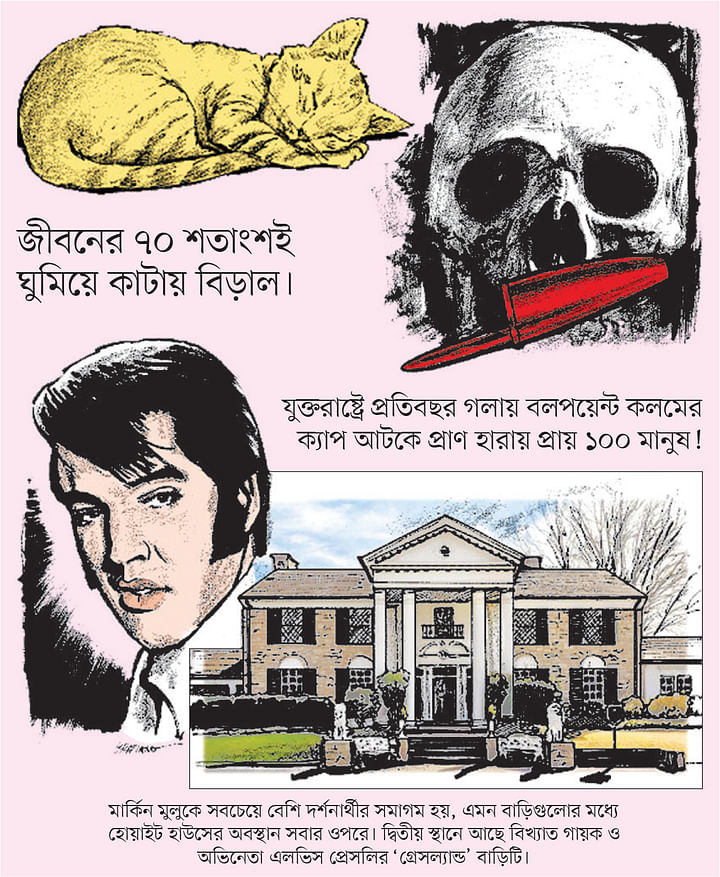 জীবনের ৭০ শতাংশই
ঘুমিয়ে কাটায় বিড়াল।
যুক্তরাষ্ট্রে প্রতিবছর গলায় বলপয়েন্ট কলমের
ক্যাপ আটকে প্রাণ হারায় প্রায় ১০০ মানুষ!
মার্কিন মুলুকে সবচেয়ে বেশি দর্শনার্থীর সমাগম হয়, এমন বাড়িগুলোর মধ্যে
হোয়াইট হাউসের অবস্থান সবার ওপরে। দ্বিতীয় স্থানে আছে বিখ্যাত গায়ক ও
অভিনেতা এলভিস প্রেসলির ‘গ্রেসল্যান্ড’ বাড়িটি।